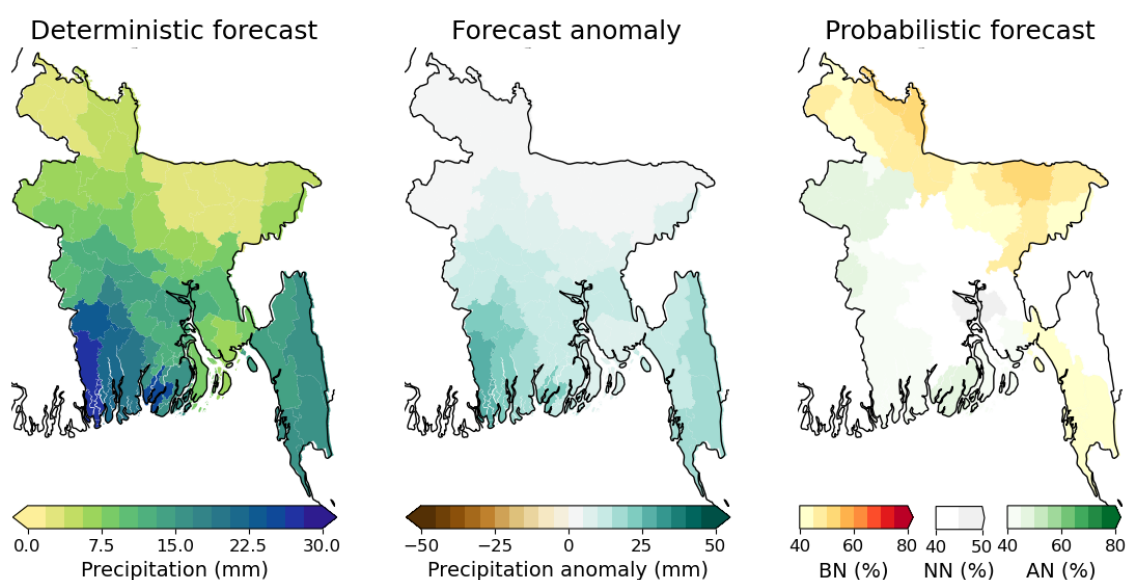 Deterministic forecast Forecast anomaly Probabilistic forecast
0.0 7.5 15.0 22.5 30.0 −50 −25 0 25 50 40 60 80 40 50 40 60 80
Precipitation (mm) Precipitation anomaly (mm) BN (%) NN (%) AN (%)